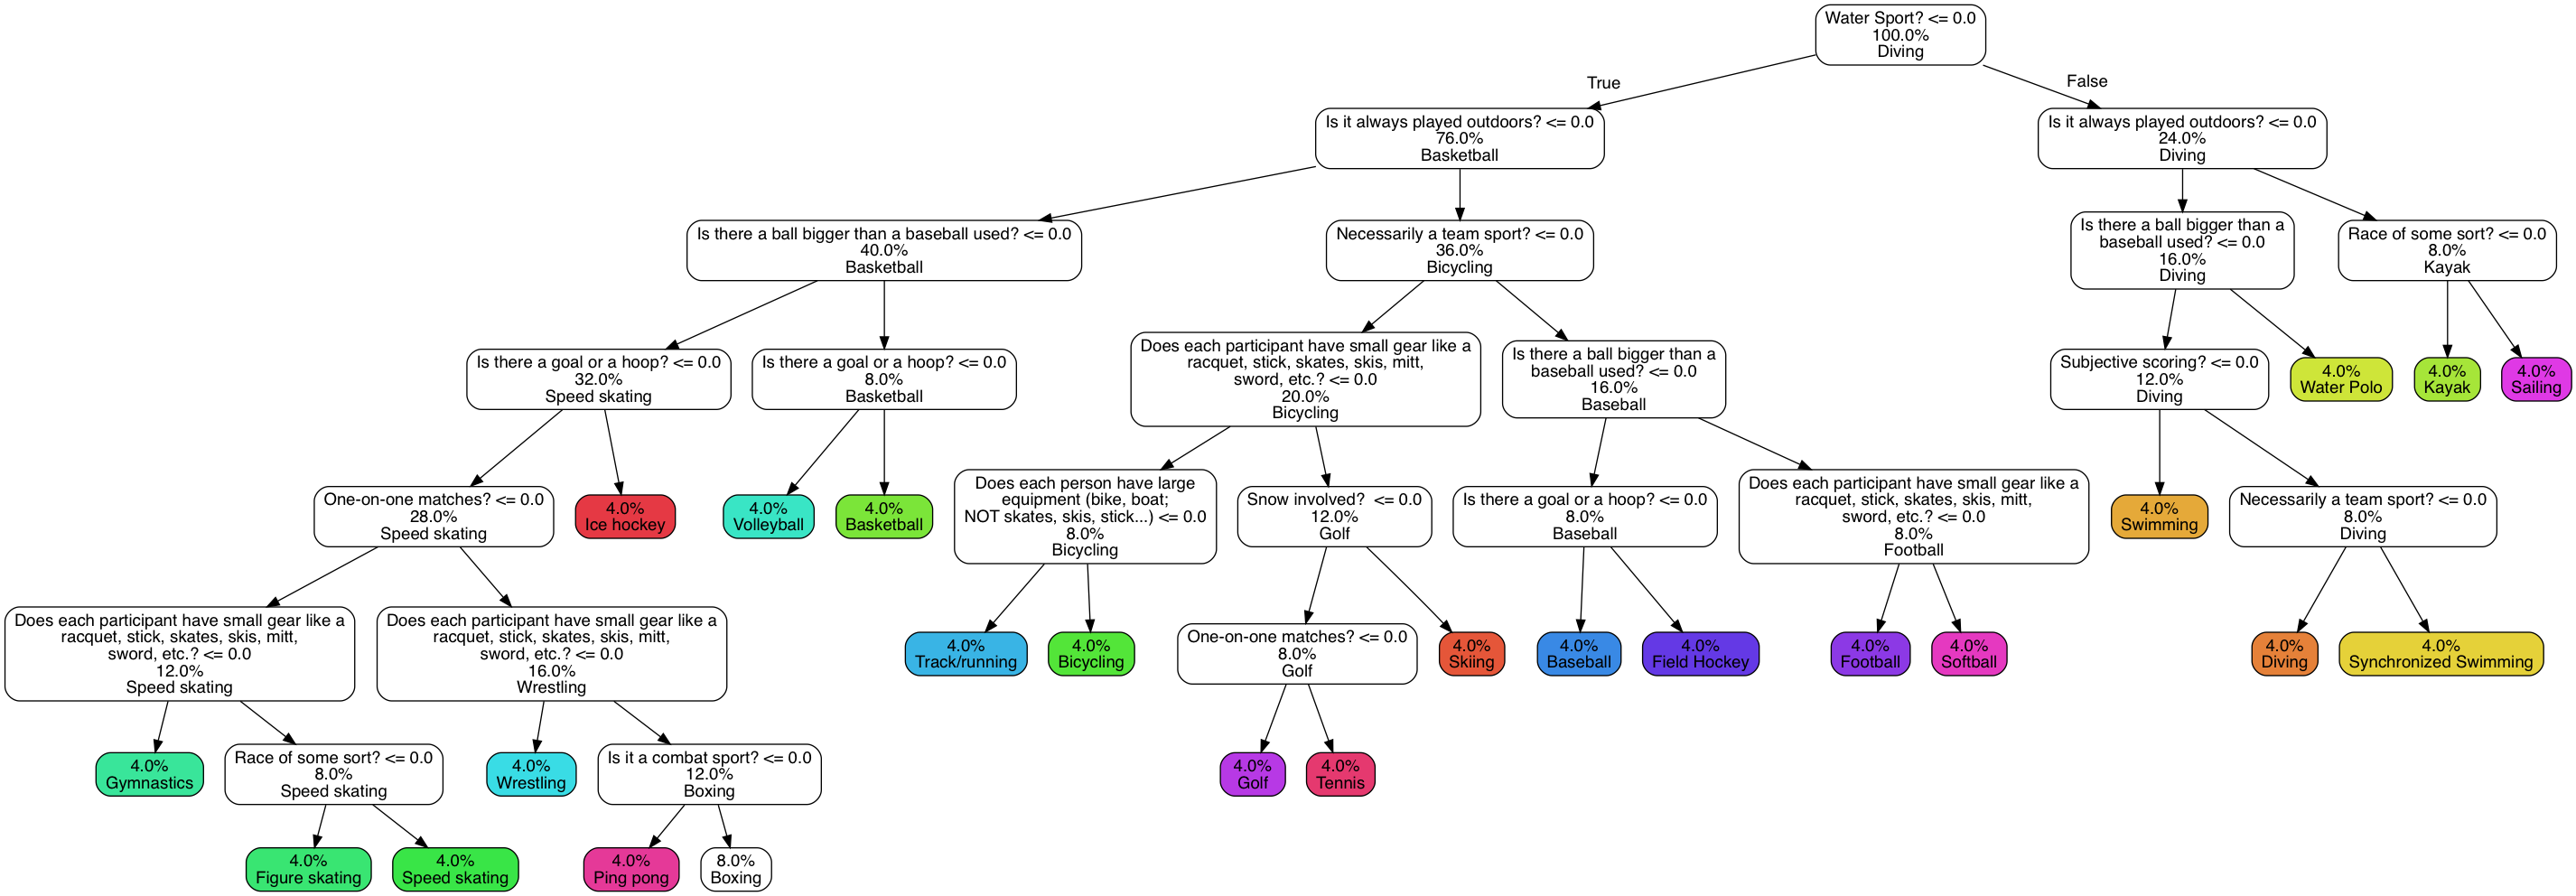 Water Sport? <= 0.0
100.0%
Diving
True
False
Is it always played outdoors? <= 0.0
76.0%
Basketball
Is it always played outdoors? <= 0.0
24.0%
Diving
Is there a ball bigger than a baseball used? <= 0.0
40.0%
Basketball
Necessarily a team sport? <= 0.0
36.0%
Bicycling
Is there a ball bigger than a
baseball used? <= 0.0
16.0%
Diving
Race of some sort? <= 0.0
8.0%
Kayak
Is there a goal or a hoop? <= 0.0
32.0%
Speed skating
Is there a goal or a hoop? <= 0.0
8.0%
Basketball
Does each participant have small gear like a
racquet, stick, skates, skis, mitt,
sword, etc.? <= 0.0
20.0%
Bicycling
Is there a ball bigger than a
baseball used? <= 0.0
16.0%
Baseball
Subjective scoring? <= 0.0
12.0%
Diving
4.0%
Water Polo
4.0%
Kayak
4.0%
Sailing
One-on-one matches? <= 0.0
28.0%
Speed skating
4.0%
Ice hockey
4.0%
Volleyball
4.0%
Basketball
Does each person have large
equipment (bike, boat;
NOT skates, skis, stick...) <= 0.0
8.0%
Bicycling
Snow involved?  <= 0.0
12.0%
Golf
Is there a goal or a hoop? <= 0.0
8.0%
Baseball
Does each participant have small gear like a
racquet, stick, skates, skis, mitt,
sword, etc.? <= 0.0
8.0%
Football
4.0%
Swimming
Necessarily a team sport? <= 0.0
8.0%
Diving
Does each participant have small gear like a
racquet, stick, skates, skis, mitt,
sword, etc.? <= 0.0
12.0%
Speed skating
Does each participant have small gear like a
racquet, stick, skates, skis, mitt,
sword, etc.? <= 0.0
16.0%
Wrestling
4.0%
Track/running
4.0%
Bicycling
One-on-one matches? <= 0.0
8.0%
Golf
4.0%
Skiing
4.0%
Baseball
4.0%
Field Hockey
4.0%
Football
4.0%
Softball
4.0%
Diving
4.0%
Synchronized Swimming
4.0%
Gymnastics
Race of some sort? <= 0.0
8.0%
Speed skating
4.0%
Wrestling
Is it a combat sport? <= 0.0
12.0%
Boxing
4.0%
Golf
4.0%
Tennis
4.0%
Figure skating
4.0%
Speed skating
4.0%
Ping pong
8.0%
Boxing